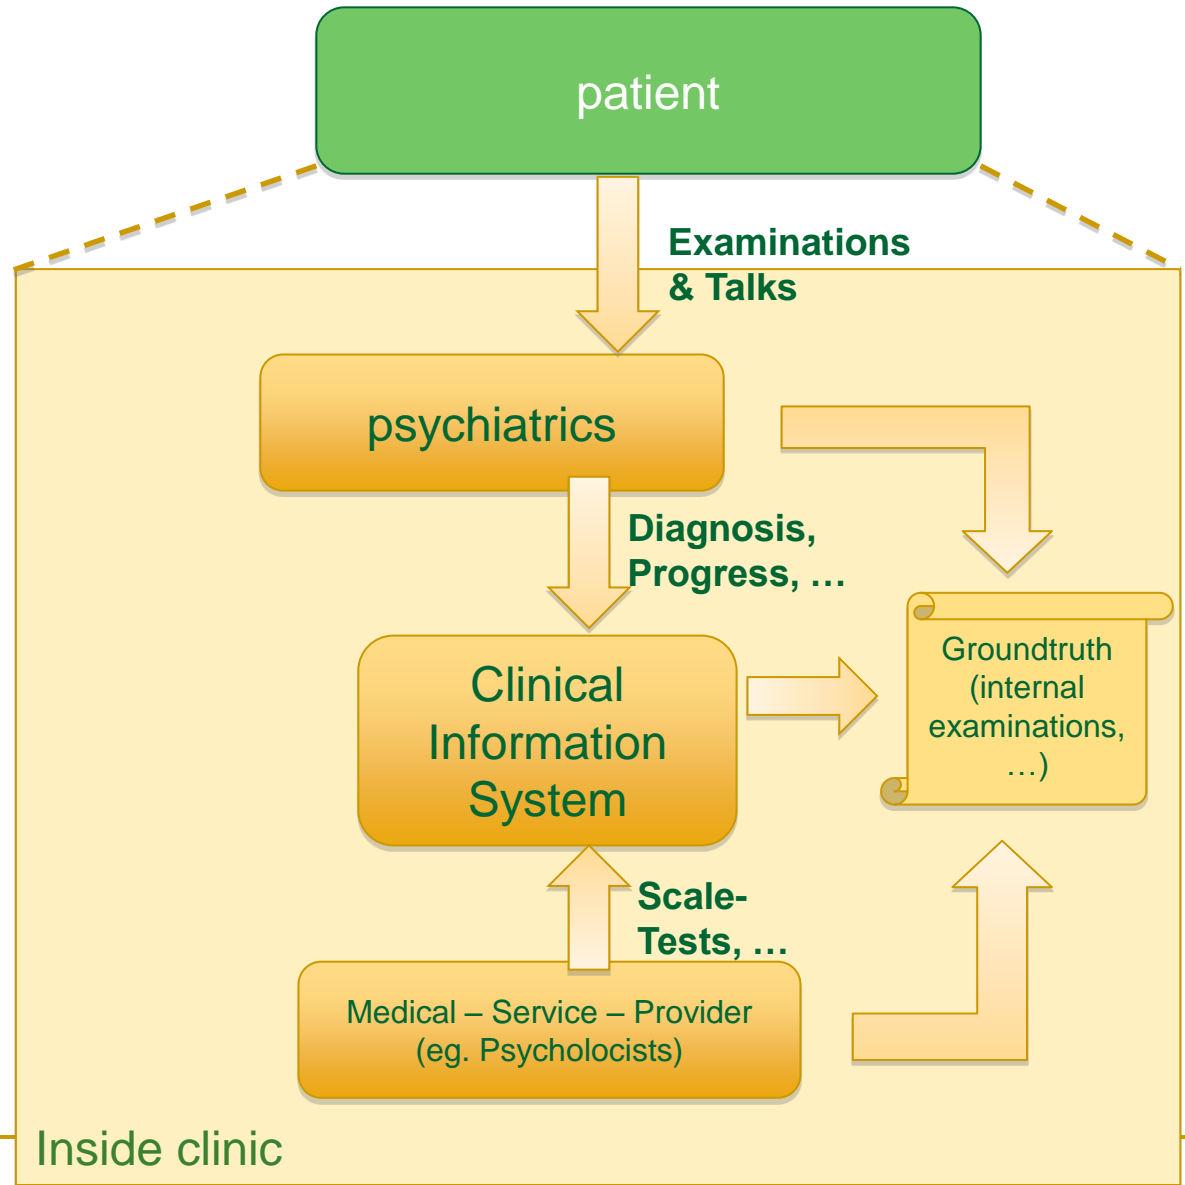 patient
Examinations
& Talks
psychiatrics
Diagnosis,
Progress, …
Clinical
Information
System
Groundtruth
(internal
examinations,
…)
Scale-
Tests, …
Medical – Service – Provider
(eg. Psycholocists)
Inside clinic